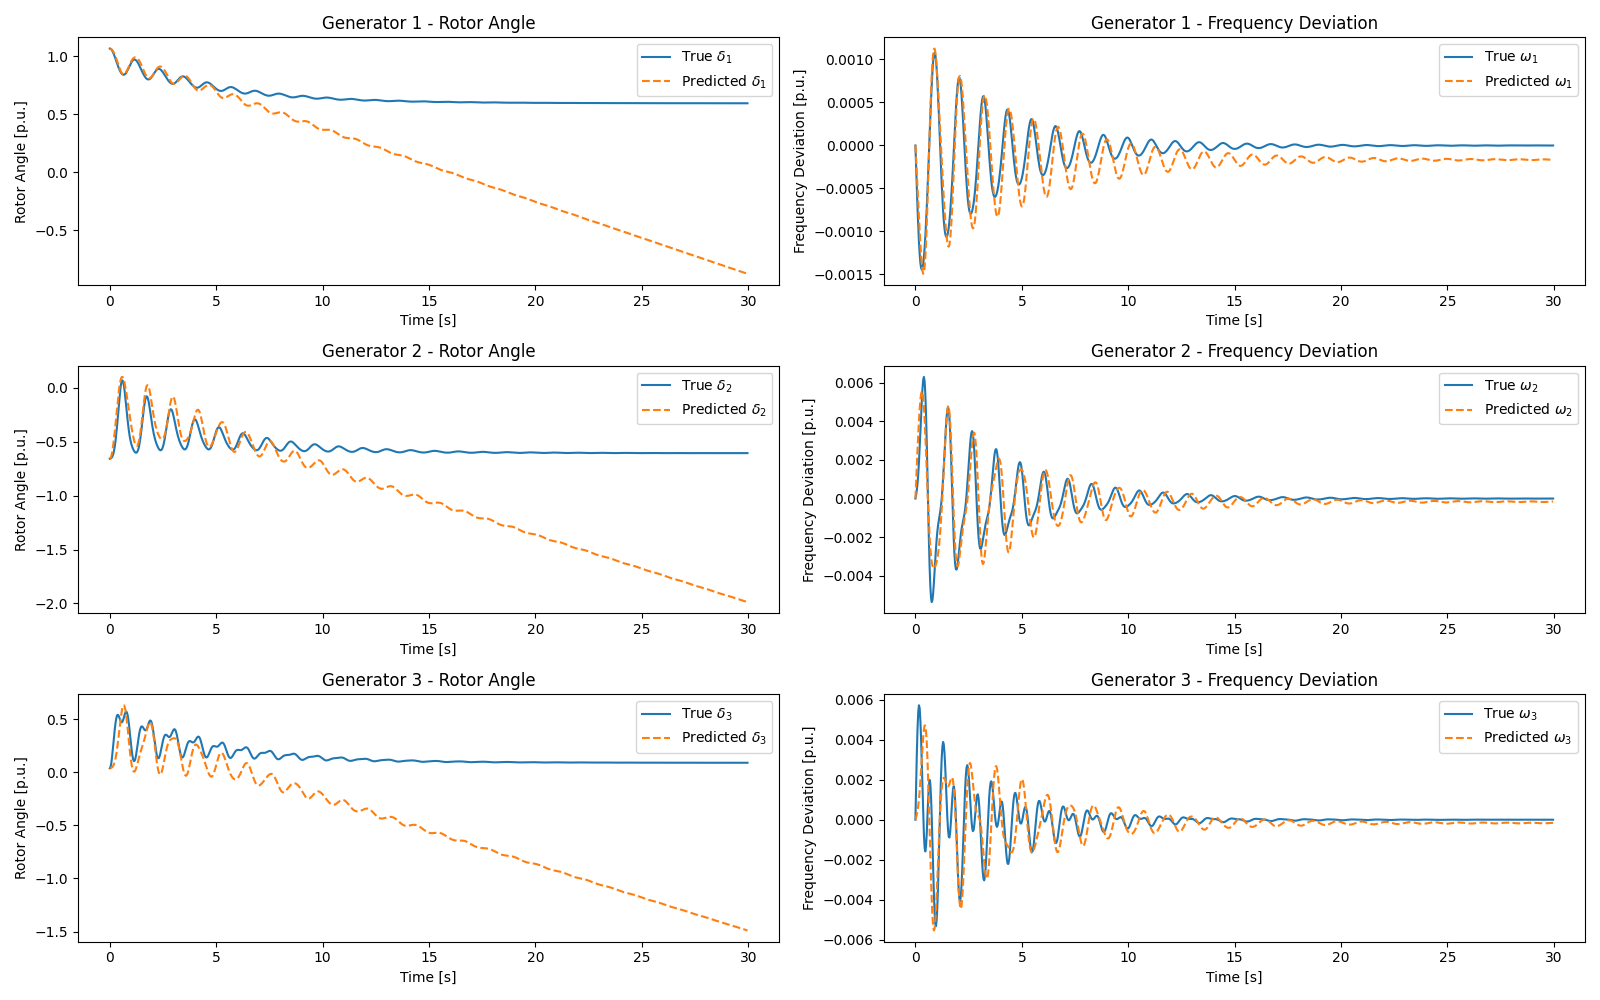 Generator 1 - Rotor Angle
Rotor Angle [p.u.]
1.0
0.5
0.0
−0.5
True δ₁
Predicted δ₁
0 5 10 15 20 25 30
Time [s]
Generator 1 - Frequency Deviation
Frequency Deviation [p.u.]
0.0010
0.0005
0.0000
−0.0005
−0.0010
−0.0015
True ω₁
Predicted ω₁
0 5 10 15 20 25 30
Time [s]
Generator 2 - Rotor Angle
Rotor Angle [p.u.]
0.0
−0.5
−1.0
−1.5
−2.0
True δ₂
Predicted δ₂
0 5 10 15 20 25 30
Time [s]
Generator 2 - Frequency Deviation
Frequency Deviation [p.u.]
0.006
0.004
0.002
0.000
−0.002
−0.004
True ω₂
Predicted ω₂
0 5 10 15 20 25 30
Time [s]
Generator 3 - Rotor Angle
Rotor Angle [p.u.]
0.5
0.0
−0.5
−1.0
−1.5
True δ₃
Predicted δ₃
0 5 10 15 20 25 30
Time [s]
Generator 3 - Frequency Deviation
Frequency Deviation [p.u.]
0.006
0.004
0.002
0.000
−0.002
−0.004
−0.006
True ω₃
Predicted ω₃
0 5 10 15 20 25 30
Time [s]